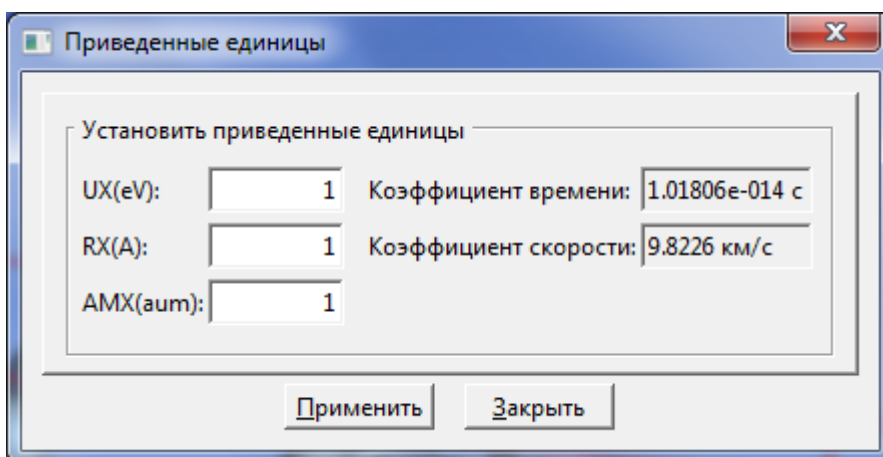 Приведенные единицы
Установить приведенные единицы
UX(eV): 1 Коэффициент времени: 1.01806e-014 с
RX(A): 1 Коэффициент скорости: 9.8226 км/с
AMX(aum): 1
Применить Закрыть